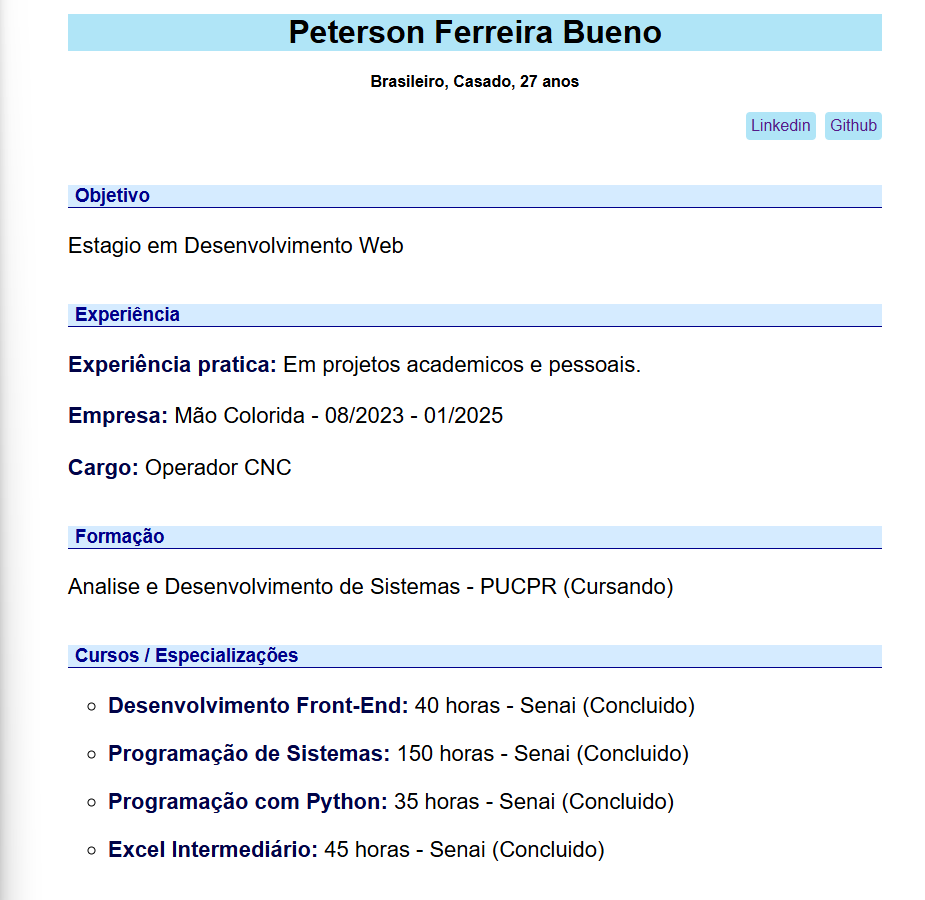 Peterson Ferreira Bueno
Brasileiro, Casado, 27 anos
Linkedin Github
Objetivo
Estagio em Desenvolvimento Web
Experiência
Experiência pratica: Em projetos academicos e pessoais.
Empresa: Mão Colorida - 08/2023 - 01/2025
Cargo: Operador CNC
Formação
Analise e Desenvolvimento de Sistemas - PUCPR (Cursando)
Cursos / Especializações
Desenvolvimento Front-End: 40 horas - Senai (Concluido)
Programação de Sistemas: 150 horas - Senai (Concluido)
Programação com Python: 35 horas - Senai (Concluido)
Excel Intermediário: 45 horas - Senai (Concluido)